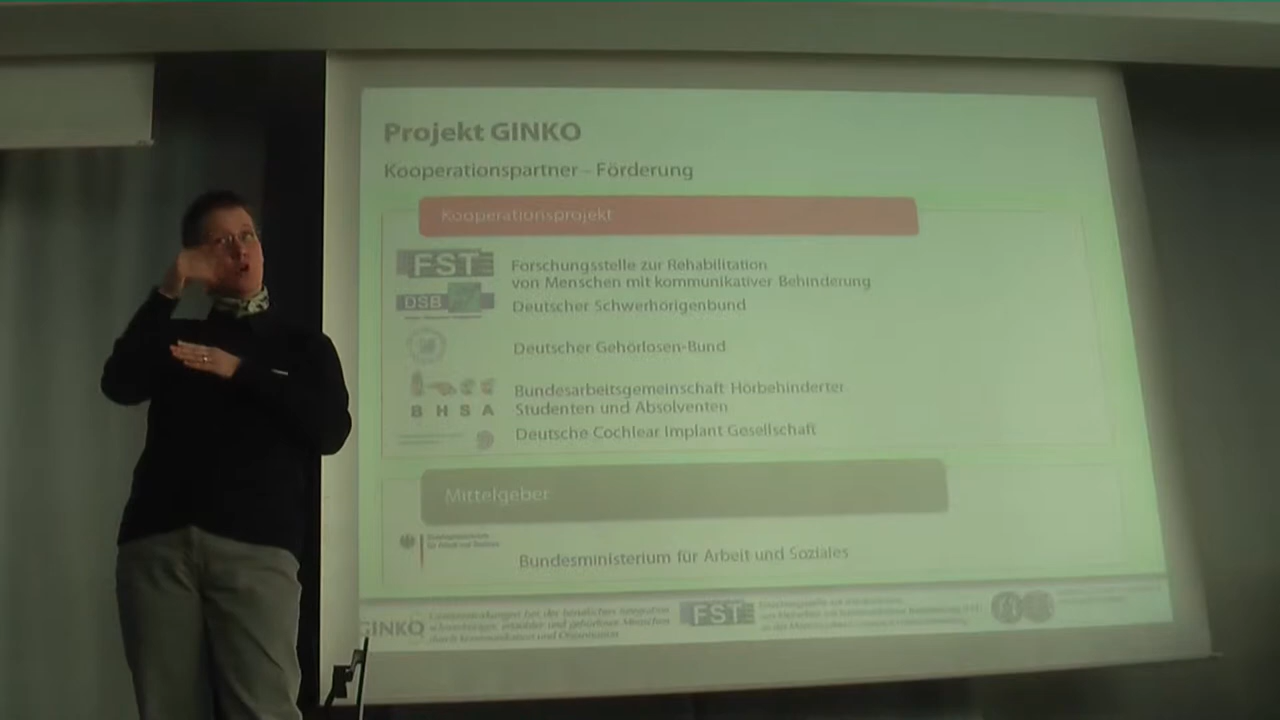 Projekt GINKO
Kooperationspartner – Förderung
Kooperationsprojekt
FST
Forschungsstelle zur Rehabilitation
von Menschen mit kommunikativer Behinderung
DSB
Deutscher Schwerhörigenbund
Deutscher Gehörlosen-Bund
Bundesarbeitsgemeinschaft Hörbehinderter
BHSA
Studenten und Absolventen
Deutsche Cochlear Implant Gesellschaft
Mittelgeber
Bundesministerium für Arbeit und Soziales
GINKO
FST